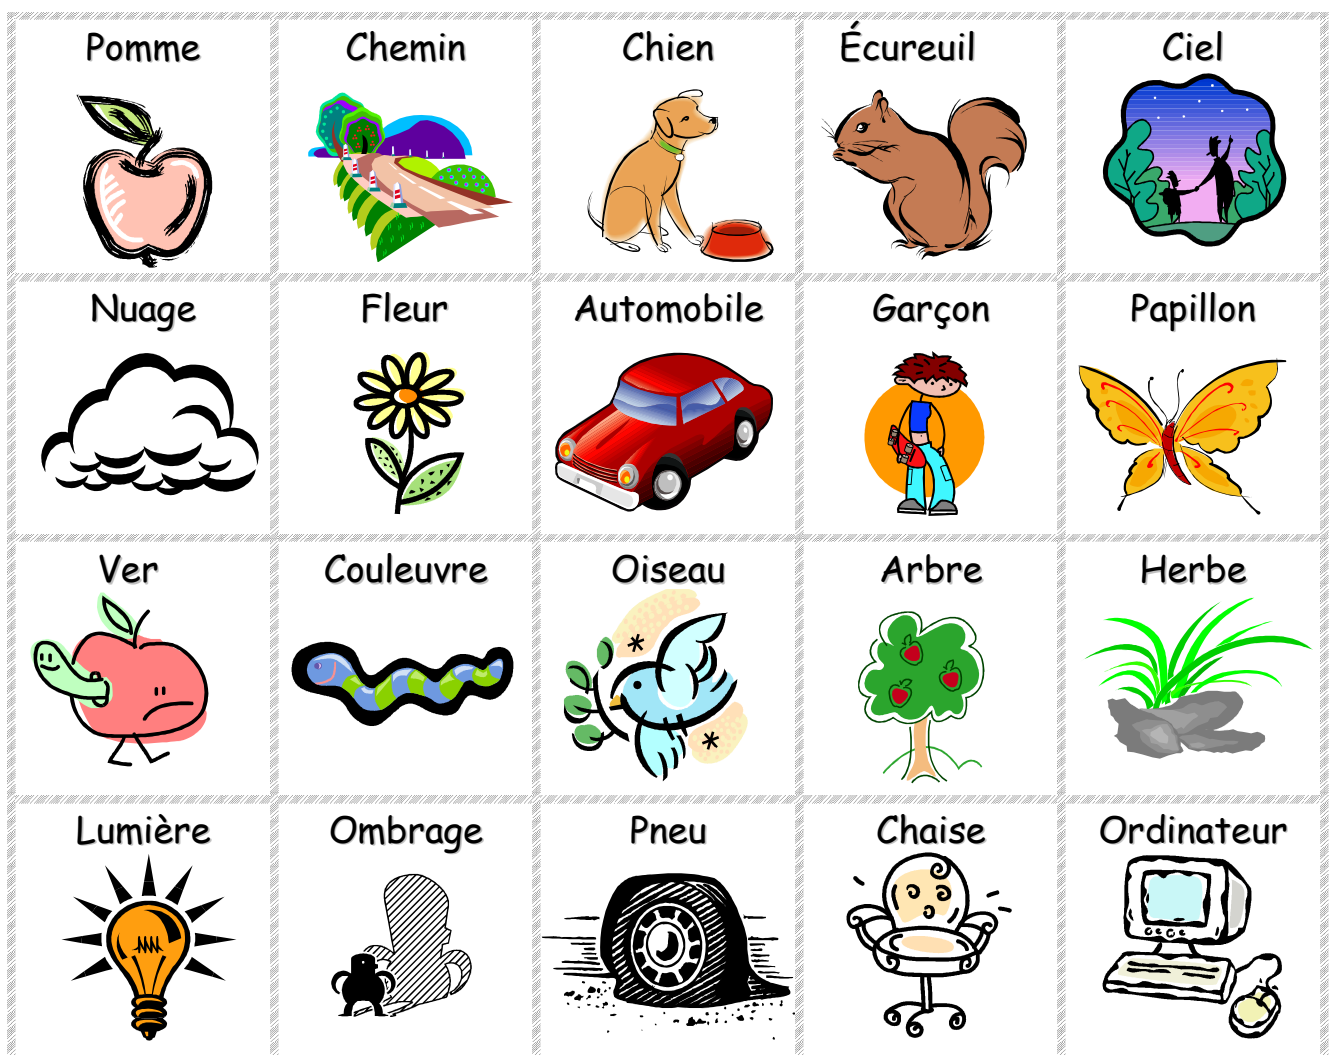 Pomme
Chemin
Chien
Écureuil
Ciel
Nuage
Fleur
Automobile
Garçon
Papillon
Ver
Couleuvre
Oiseau
Arbre
Herbe
Lumière
Ombrage
Pneu
Chaise
Ordinateur